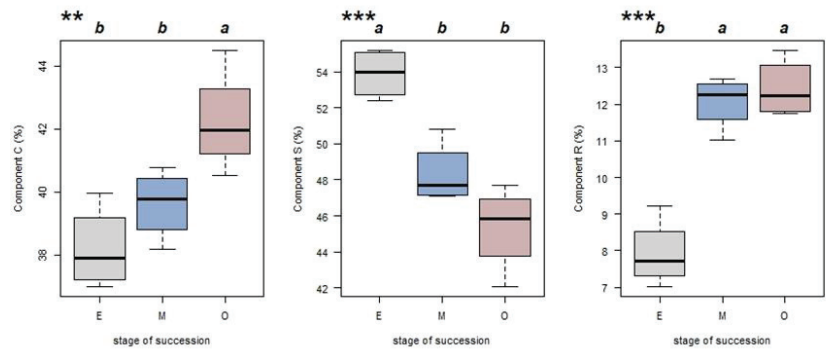 ** b b a
Component C (%)
44
42
40
38
E M O
stage of succession
*** a b b
Component S (%)
54
52
50
48
46
44
42
E M O
stage of succession
*** b a a
Component R (%)
13
12
11
10
9
8
7
E M O
stage of succession